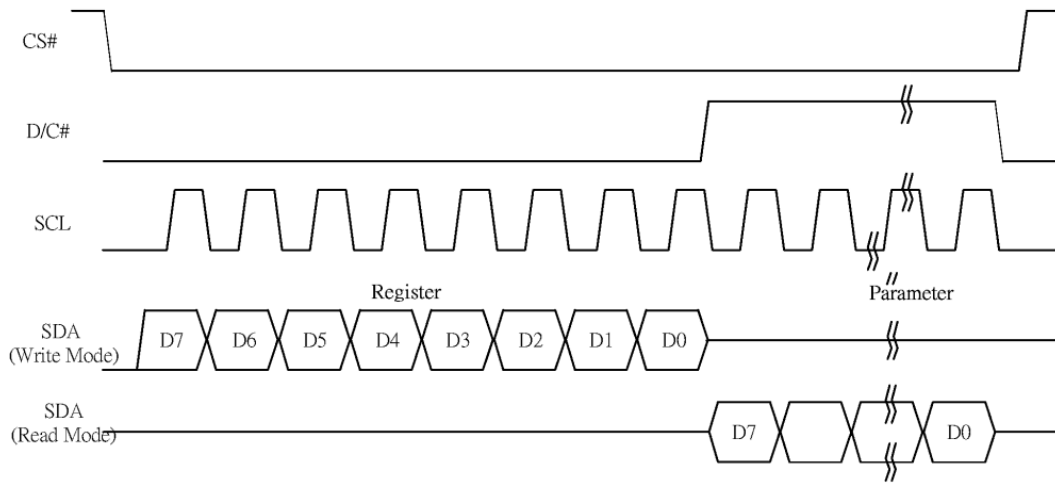 CS#
D/C#
SCL
Register Parameter
SDA
(Write Mode)
D7 D6 D5 D4 D3 D2 D1 D0
SDA
(Read Mode)
D7 D0